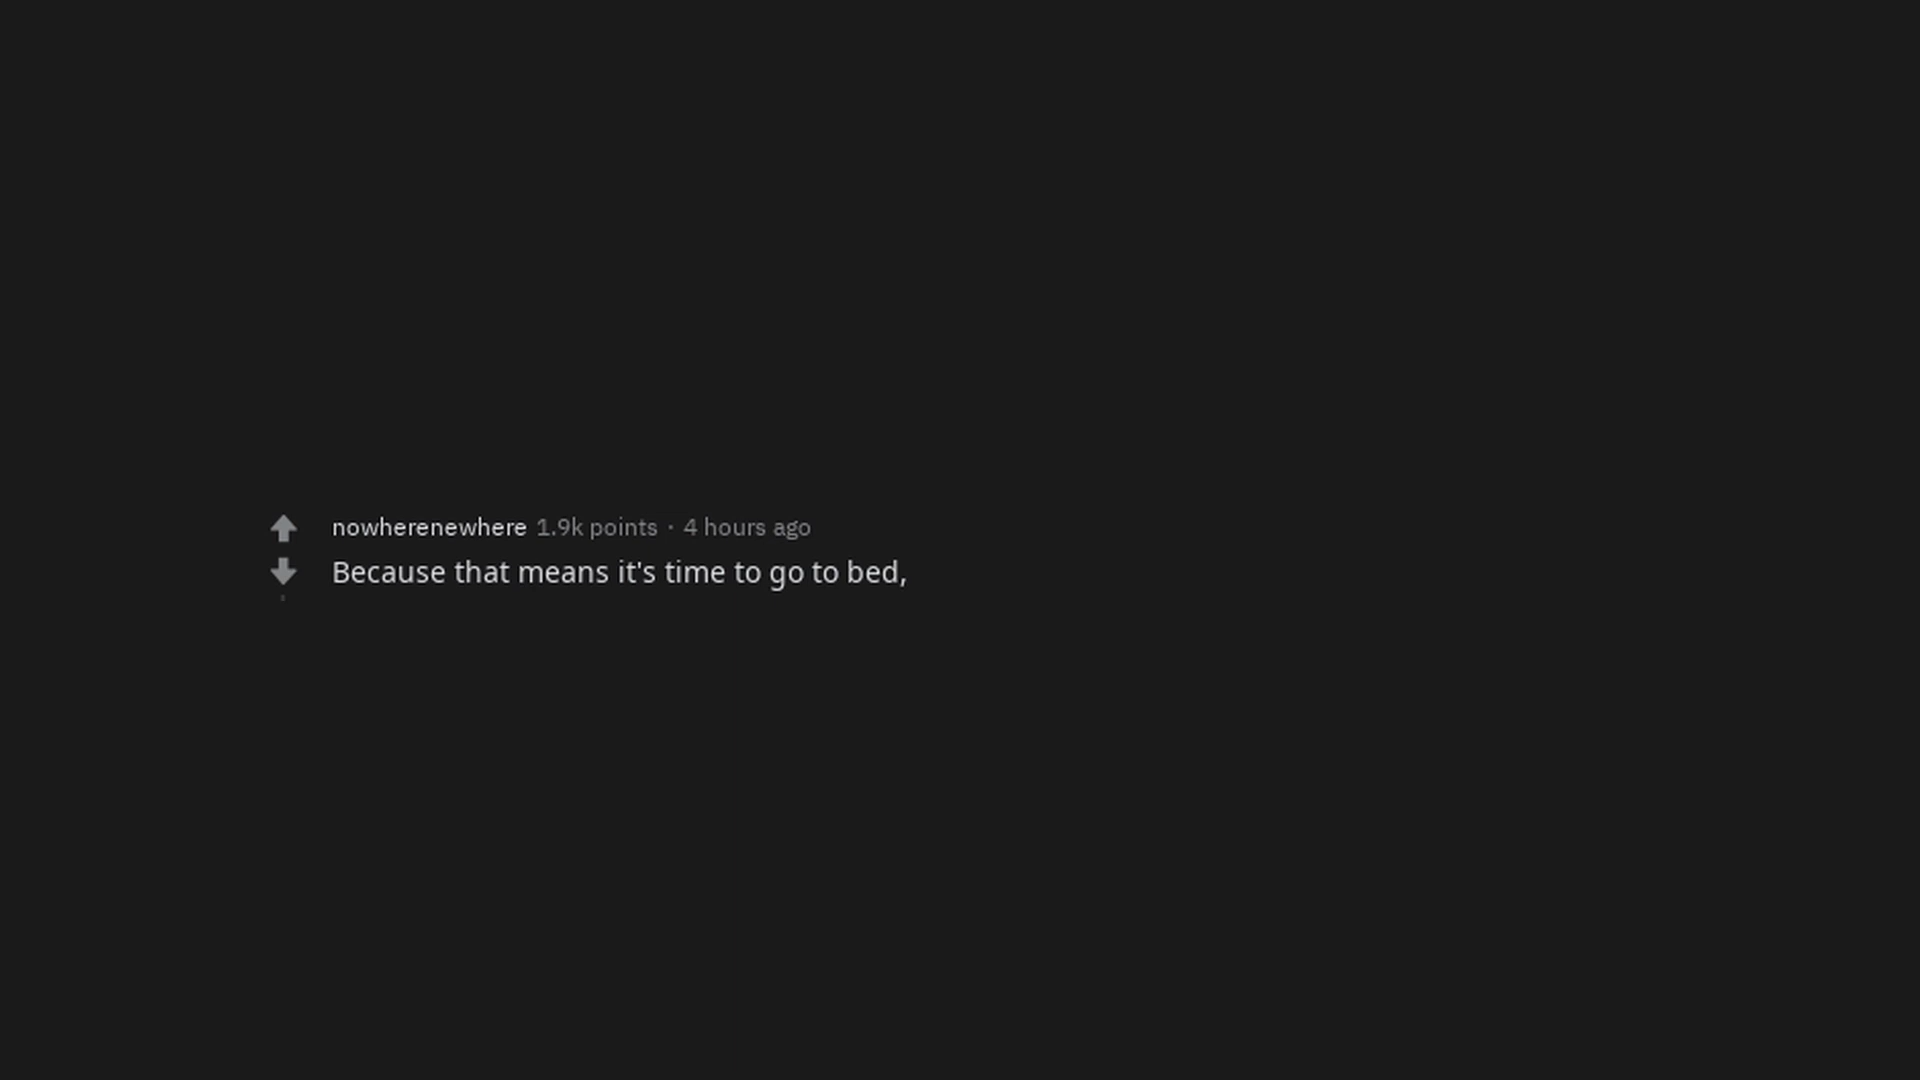 nowherenewhere 1.9k points · 4 hours ago
Because that means it's time to go to bed,